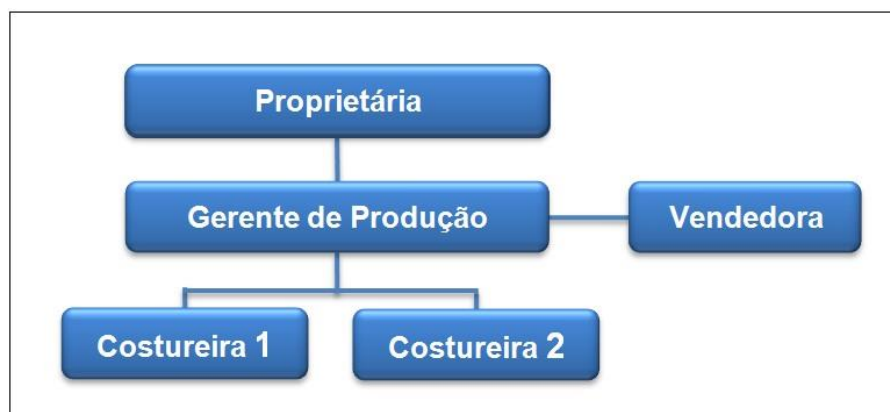 Proprietária
Gerente de Produção
Vendedora
Costureira 1
Costureira 2